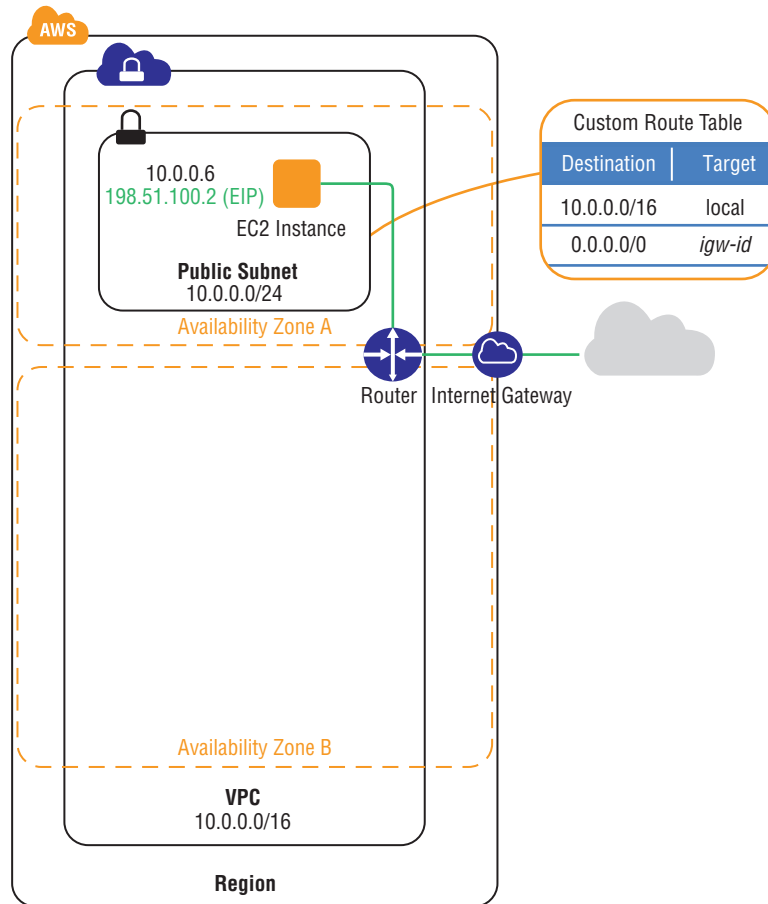 AWS
Custom Route Table
Destination Target
10.0.0.0/16 local
0.0.0.0/0 igw-id
10.0.0.6
198.51.100.2 (EIP)
EC2 Instance
Public Subnet
10.0.0.0/24
Availability Zone A
Router Internet Gateway
Availability Zone B
VPC
10.0.0.0/16
Region